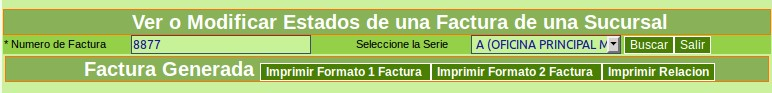 Ver o Modificar Estados de una Factura de una Sucursal
* Numero de Factura 8877 Seleccione la Serie A (OFICINA PRINCIPAL M Buscar Salir
Factura Generada Imprimir Formato 1 Factura Imprimir Formato 2 Factura Imprimir Relacion